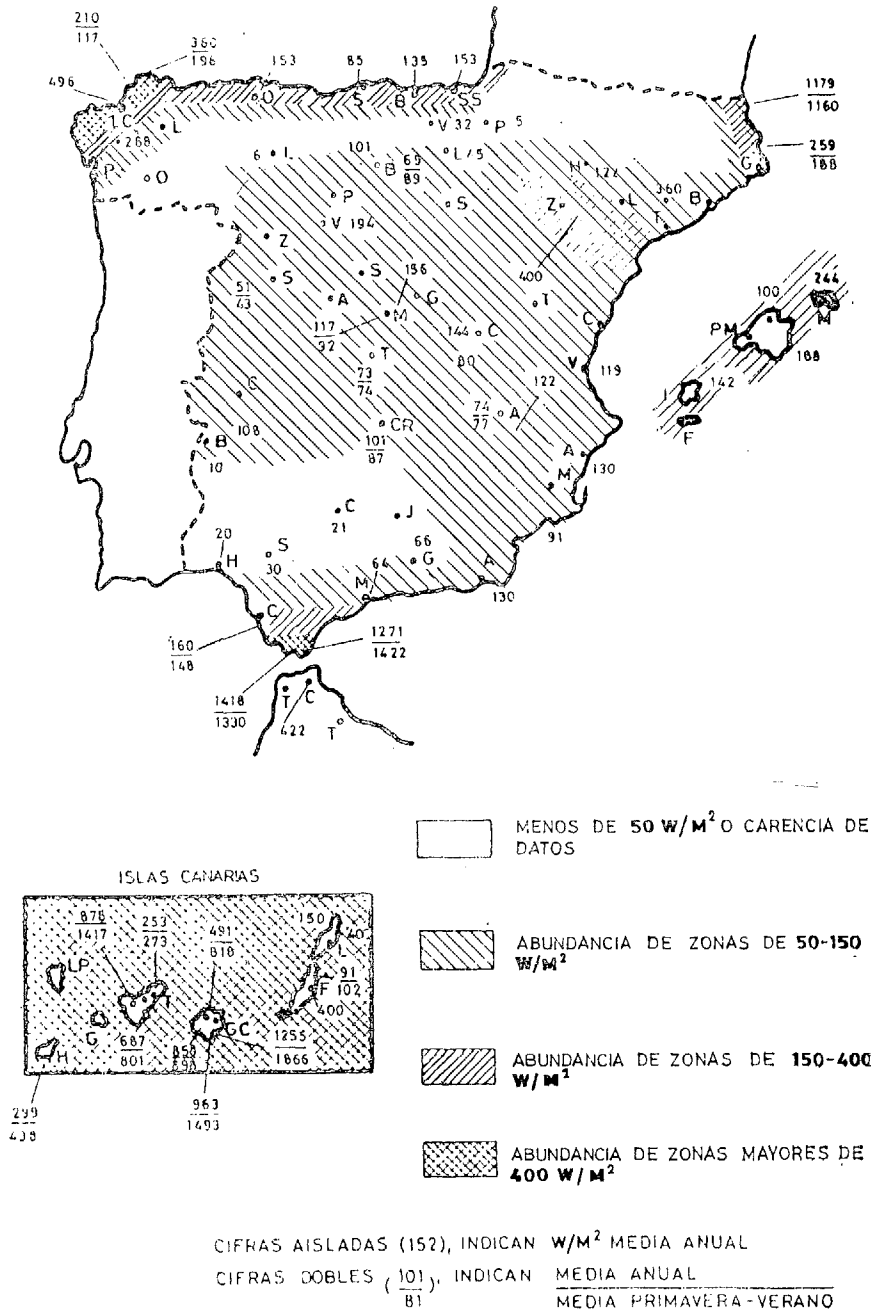 210
117
360
198
496
153
85
135
153
1179
1160
259
188
LC
L
268
P
O
O
S
B
SS
V 32
P 5
6 L
101
B
69
89
L 75
H
122
G
P
V 194
S
Z
L
360
T
B
400
Z
S
51
43
A
S
156
G
M
117
92
T
73
74
144 C
80
T
C
V
119
122
74
77
A
C
108
B
10
CR
101
87
A
130
M
91
C
21
J
20
H
S
30
66
G
64
M
A
130
C
160
148
1271
1422
1418
1330
T C
422
T
244
M
100
PM
188
142
I
F
MENOS DE 50 W/M² O CARENCIA DE
DATOS
ISLAS CANARIAS
878
1417
253
273
491
818
150
40
L
LP
T
F
91
102
400
G
GC
H
687
801
1255
1866
299
438
963
1493
ABUNDANCIA DE ZONAS DE 50-150
W/M²
ABUNDANCIA DE ZONAS DE 150-400
W/M²
ABUNDANCIA DE ZONAS MAYORES DE
400 W/M²
CIFRAS AISLADAS (152), INDICAN W/M² MEDIA ANUAL
CIFRAS DOBLES (101/81), INDICAN MEDIA ANUAL
MEDIA PRIMAVERA-VERANO